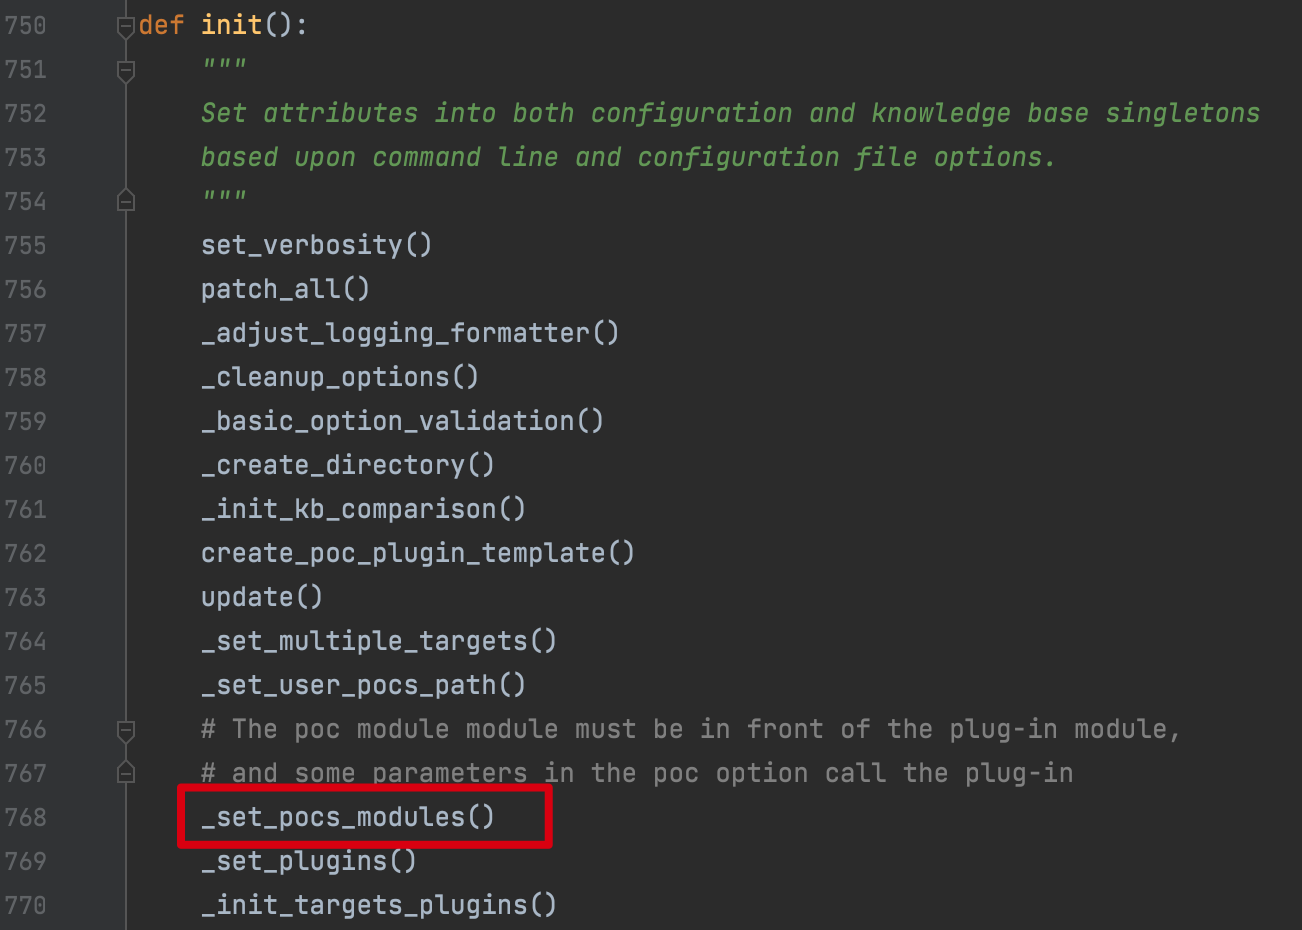 750 def init():
751 """
752 Set attributes into both configuration and knowledge base singletons
753 based upon command line and configuration file options.
754 """
755 set_verbosity()
756 patch_all()
757 _adjust_logging_formatter()
758 _cleanup_options()
759 _basic_option_validation()
760 _create_directory()
761 _init_kb_comparison()
762 create_poc_plugin_template()
763 update()
764 _set_multiple_targets()
765 _set_user_pocs_path()
766 # The poc module module must be in front of the plug-in module,
767 # and some parameters in the poc option call the plug-in
768 _set_pocs_modules()
769 _set_plugins()
770 _init_targets_plugins()